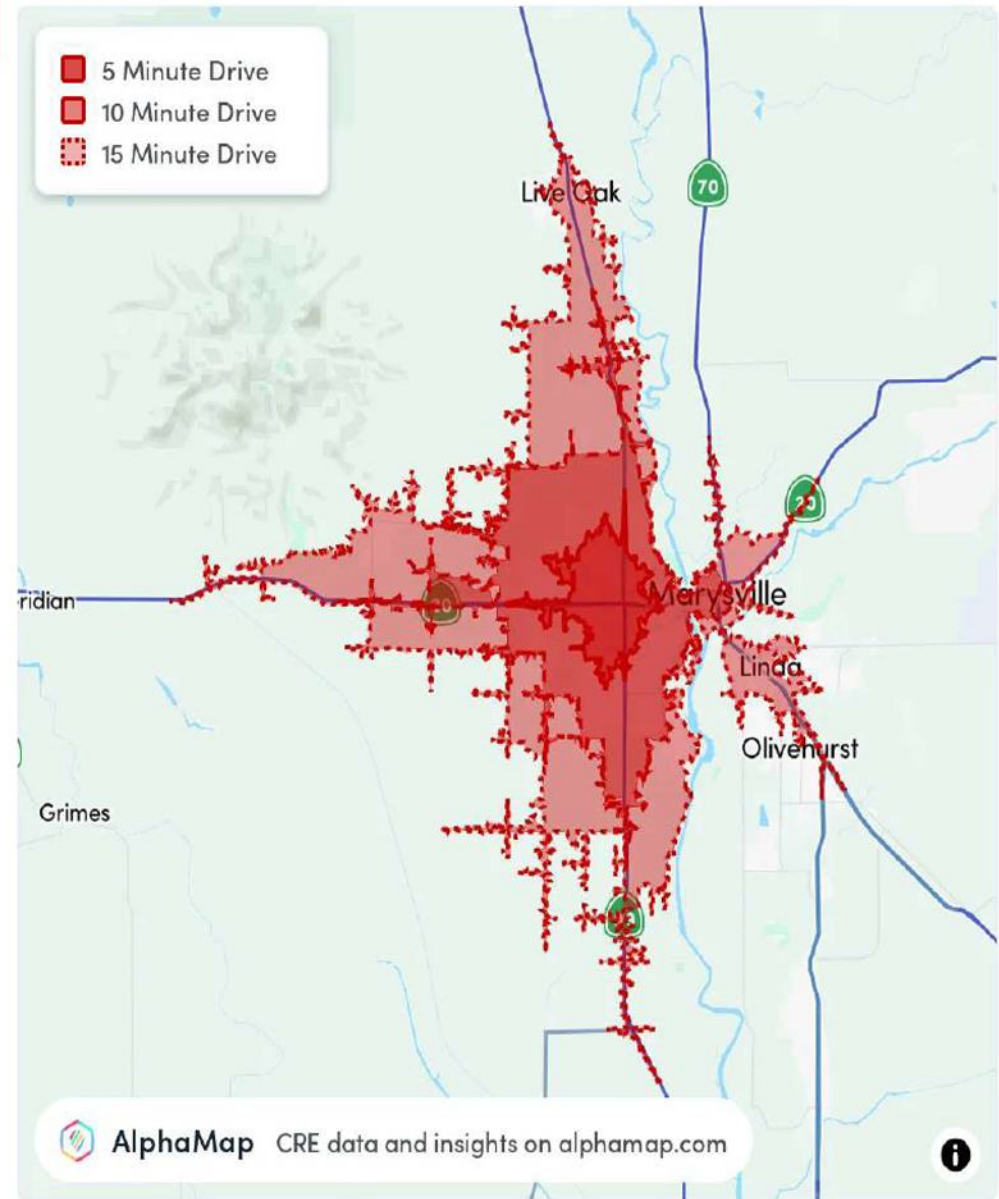 5 Minute Drive
10 Minute Drive
15 Minute Drive
Live Oak
70
20
Marysville
ridian
20
Linda
Olivehurst
Grimes
AlphaMap CRE data and insights on alphamap.com
i